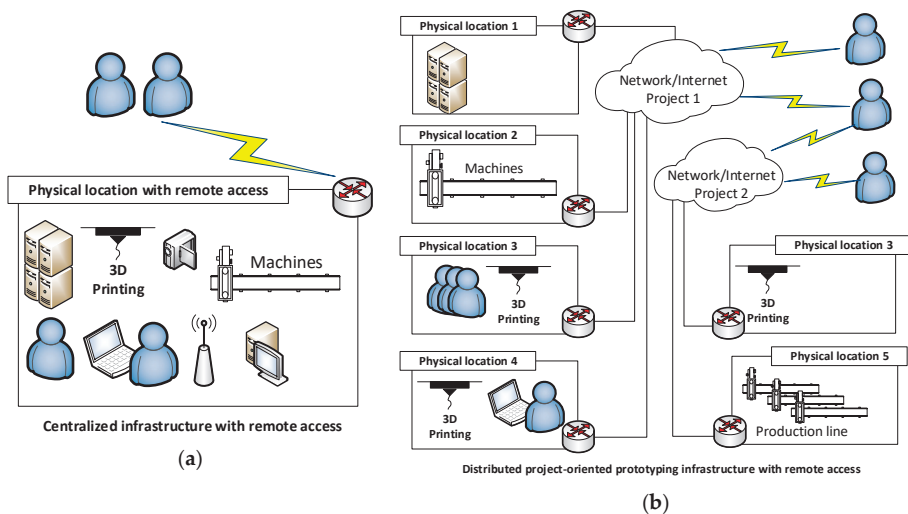 Physical location with remote access
3D
Printing
Machines
Centralized infrastructure with remote access
(a)
Physical location 1
Network/Internet
Project 1
Physical location 2
Machines
Network/Internet
Project 2
Physical location 3
3D
Printing
Physical location 3
3D
Printing
Physical location 4
3D
Printing
Physical location 5
Production line
Distributed project-oriented prototyping infrastructure with remote access
(b)